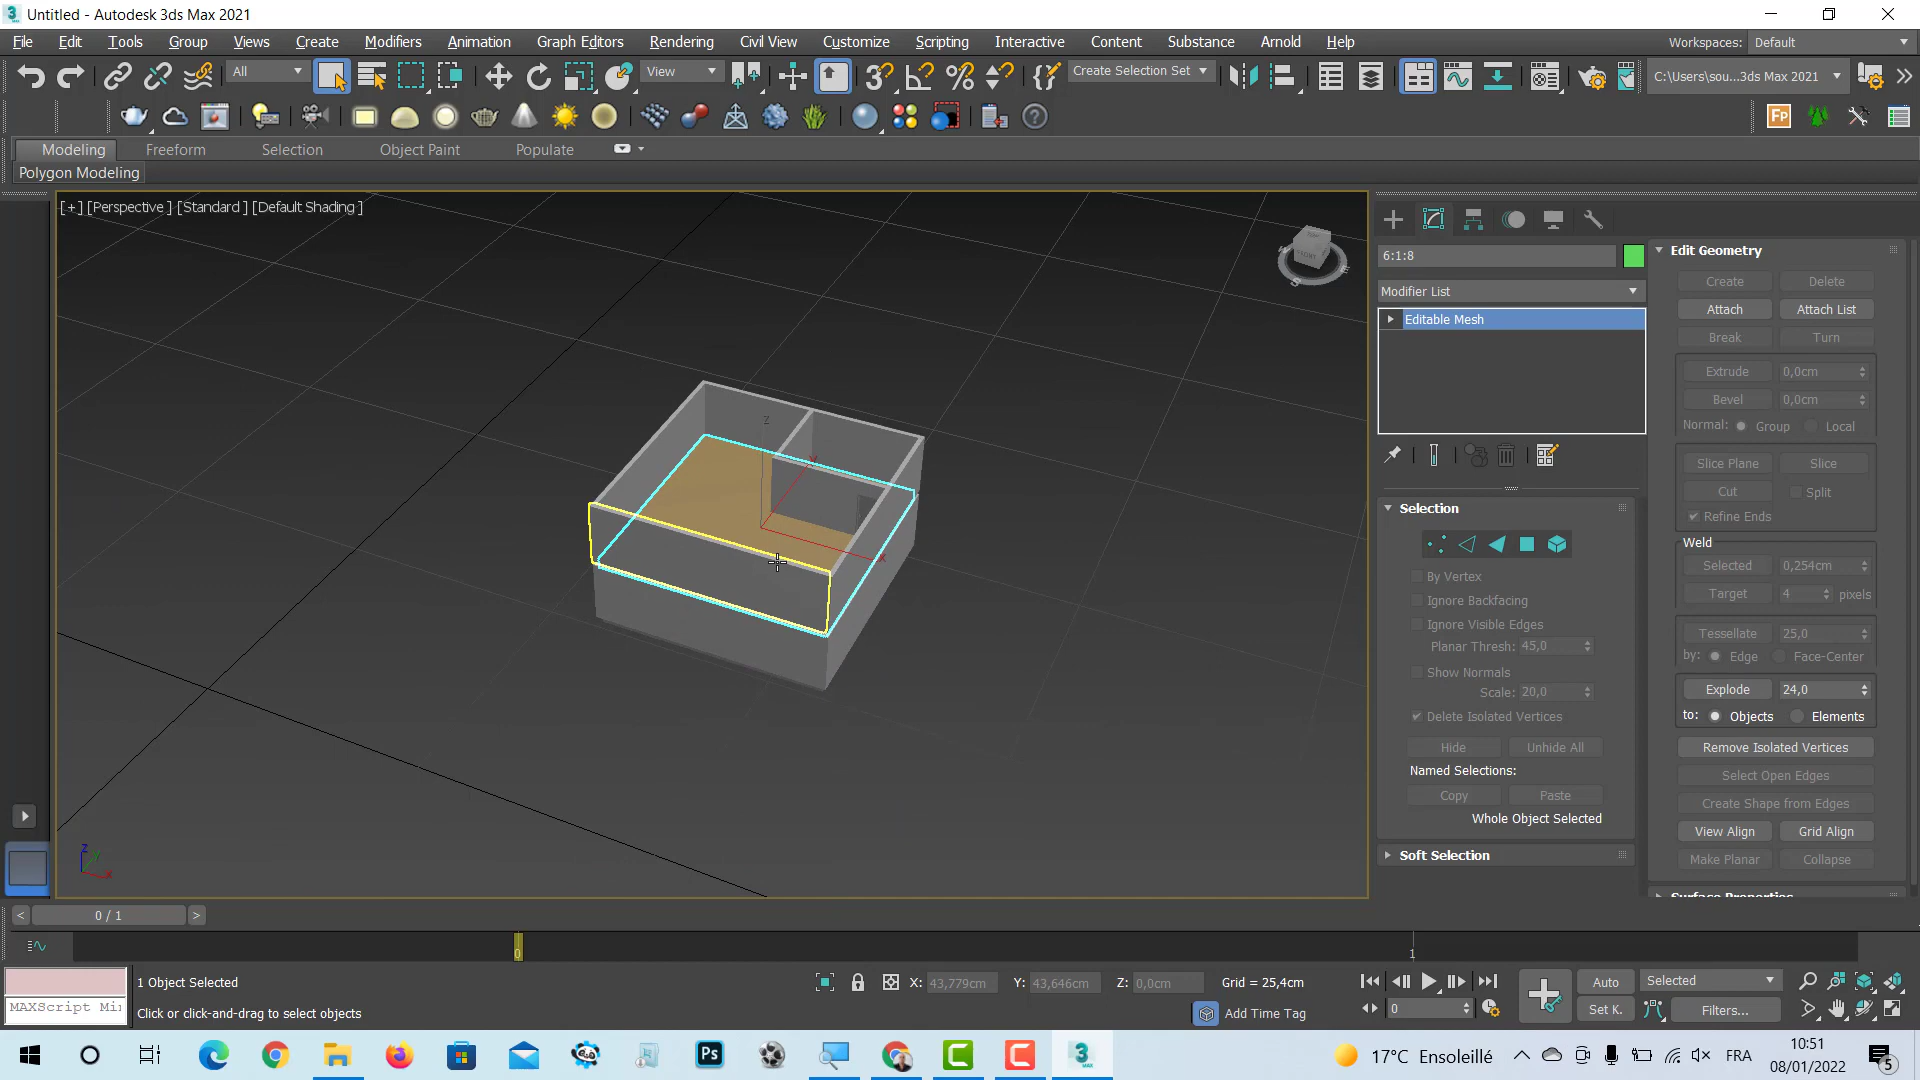 Untitled - Autodesk 3ds Max 2021
File Edit Tools Group Views Create Modifiers Animation Graph Editors Rendering Civil View Customize Scripting Interactive Content Substance Arnold Help Workspaces: Default
All View Create Selection Set C:\Users\sou...3ds Max 2021
Modeling Freeform Selection Object Paint Populate
Polygon Modeling
[+] [Perspective ] [Standard ] [Default Shading ]
6:1:8
Modifier List
Editable Mesh
Selection
By Vertex
Ignore Backfacing
Ignore Visible Edges
Planar Thresh: 45,0
Show Normals
Scale: 20,0
Delete Isolated Vertices
Hide Unhide All
Named Selections:
Copy Paste
Whole Object Selected
Soft Selection
Edit Geometry
Create Delete
Attach Attach List
Break Turn
Extrude 0,0cm
Bevel 0,0cm
Normal: Group Local
Slice Plane Slice
Cut Split
Refine Ends
Weld
Selected 0,254cm
Target 4 pixels
Tessellate 25,0
by: Edge Face-Center
Explode 24,0
to: Objects Elements
Remove Isolated Vertices
Select Open Edges
Create Shape from Edges
View Align Grid Align
Make Planar Collapse
Surface Properties
z
x
< 0 / 1 >
0 1
1 Object Selected X: 43,779cm Y: 43,646cm Z: 0,0cm Grid = 25,4cm Auto Selected
MAXScript Mi Click or click-and-drag to select objects Add Time Tag 0 Set K. Filters...
17°C Ensoleillé FRA 10:51
08/01/2022 5